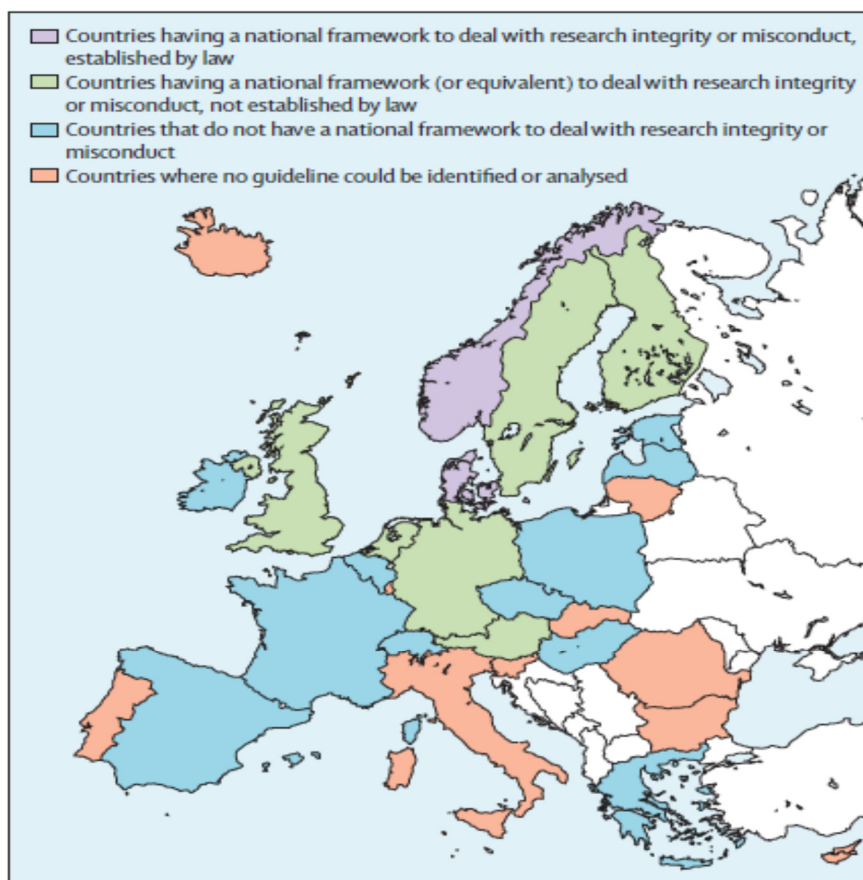 Countries having a national framework to deal with research integrity or misconduct,
established by law
Countries having a national framework (or equivalent) to deal with research integrity
or misconduct, not established by law
Countries that do not have a national framework to deal with research integrity or
misconduct
Countries where no guideline could be identified or analysed